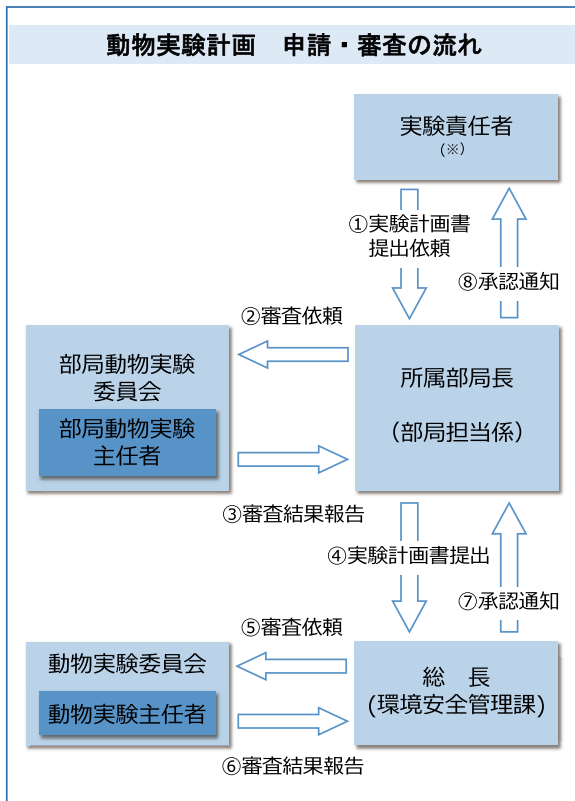 動物実験計画　申請・審査の流れ
実験責任者
(※)
①実験計画書
提出依頼
⑧承認通知
②審査依頼
部局動物実験
委員会
部局動物実験
主任者
所属部局長
（部局担当係）
③審査結果報告
④実験計画書提出
⑦承認通知
⑤審査依頼
動物実験委員会
動物実験主任者
総　長
(環境安全管理課)
⑥審査結果報告